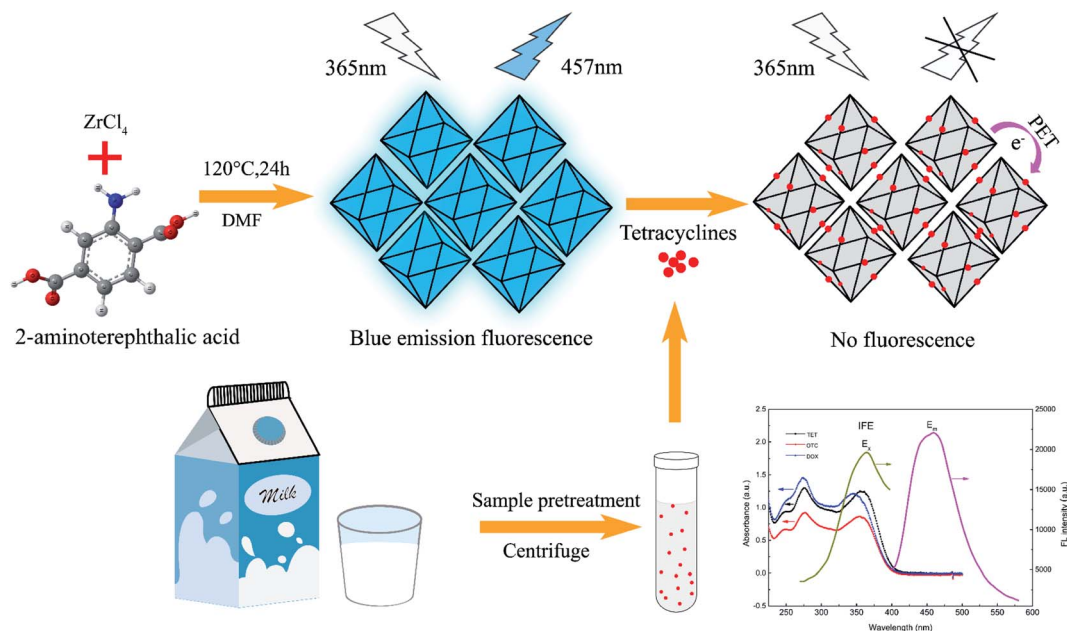 365nm
457nm
365nm
ZrCl₄
120°C,24h
DMF
PET
e⁻
Tetracyclines
2-aminoterephthalic acid
Blue emission fluorescence
No fluorescence
Milk
Sample pretreatment
Centrifuge
IFE
Eₓ
Eₘ
TET
OTC
DOX
Absorbance (a.u.)
2.5
2.0
1.5
1.0
0.5
0.0
-0.5
FL intensity (a.u.)
25000
20000
15000
10000
5000
250 300 350 400 450 500 550 600
Wavelength (nm)